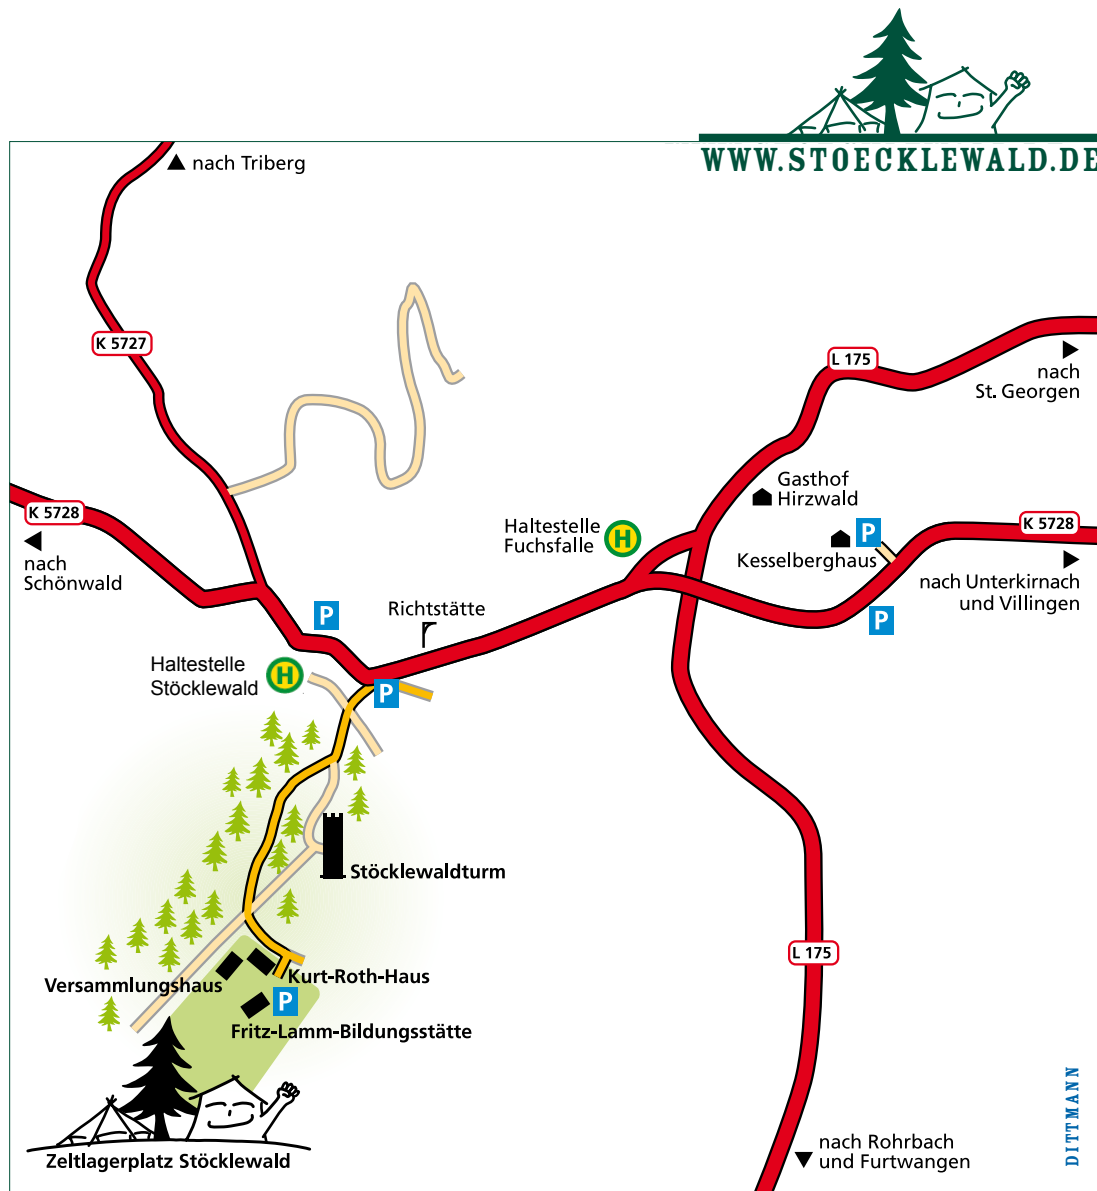 WWW.STOECKLEWALD.DE
nach Triberg
K 5727
L 175
nach
St. Georgen
Gasthof
Hirzwald
K 5728
nach
Schönwald
Haltestelle
Fuchsfalle
H
P
Kesselberghaus
K 5728
nach Unterkirnach
und Villingen
P
P
Richtstätte
Haltestelle
Stöcklewald
H
P
Stöcklewaldturm
L 175
Versammlungshaus
Kurt-Roth-Haus
P
Fritz-Lamm-Bildungsstätte
Zeltlagerplatz Stöcklewald
nach Rohrbach
und Furtwangen
DITTMANN